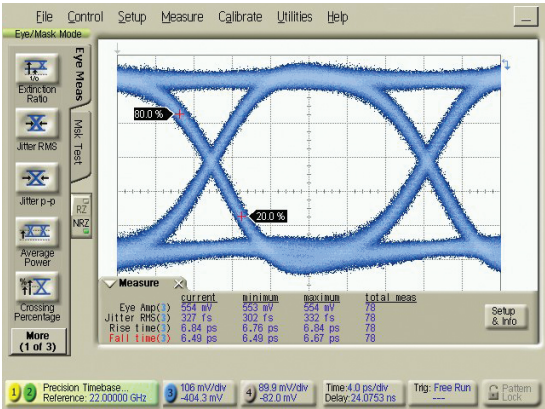 File Control Setup Measure Calibrate Utilities Help
Eye/Mask Mode
Extinction
Ratio
Jitter RMS
Jitter p-p
Average
Power
Crossing
Percentage
More
(1 of 3)
Eye Meas
Msk Test
RZ
NRZ
80.0 %
20.0 %
Measure
current minimum maximum total meas
Eye Amp(3) 554 mV 553 mV 554 mV 78
Jitter RMS(3) 327 fs 302 fs 332 fs 78
Rise time(3) 6.84 ps 6.76 ps 6.84 ps 78
Fall time(3) 6.49 ps 6.49 ps 6.67 ps 78
Setup
& Info
1 2 Precision Timebase...
Reference: 22.00000 GHz
3 106 mV/div
-404.3 mV
4 89.9 mV/div
-82.0 mV
Time:4.0 ps/div
Delay:24.0753 ns
Trig: Free Run
---
Pattern
Lock